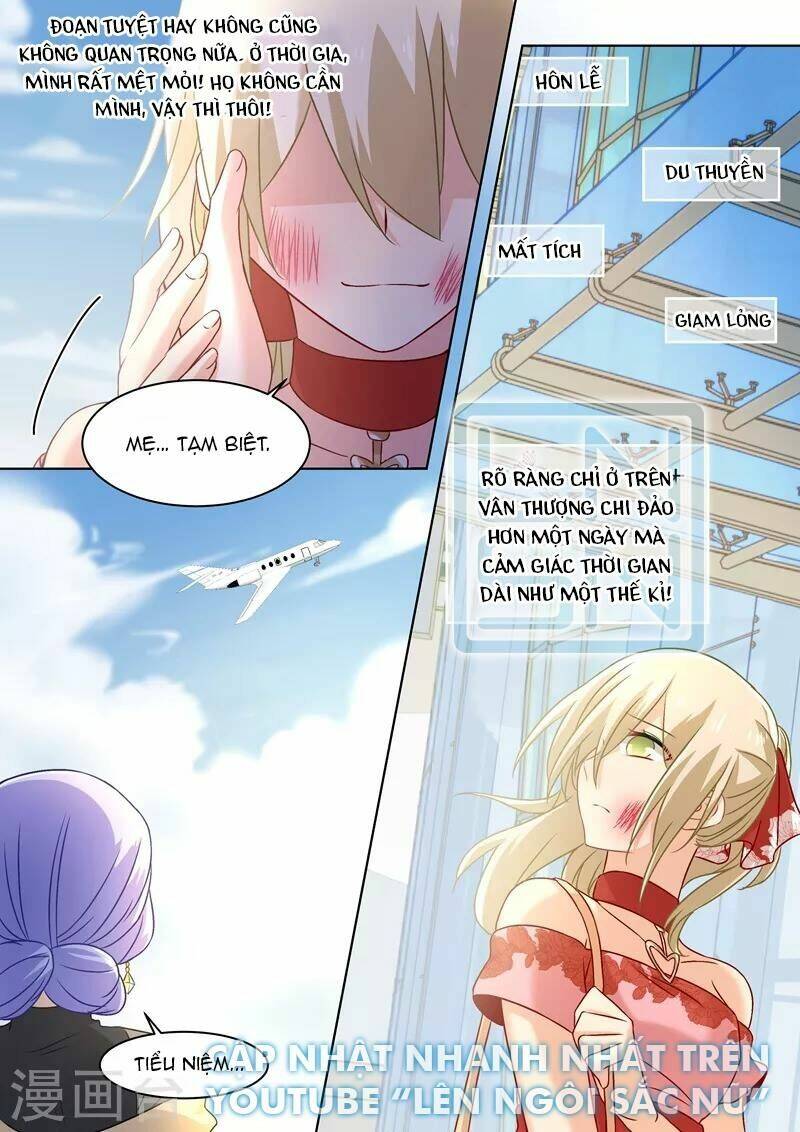 ĐOẠN TUYỆT HAY KHÔNG CŨNG
KHÔNG QUAN TRỌNG NỮA. Ở THỜI GIA,
MÌNH RẤT MỆT MỎI! HỌ KHÔNG CẦN
MÌNH, VẬY THÌ THÔI!
MẸ... TẠM BIỆT.
TIỂU NIỆM...
HÔN LỄ
DU THUYỀN
MẤT TÍCH
GIAM LỎNG
RÕ RÀNG CHỈ Ở TRÊN
VÂN THƯỢNG CHI ĐẢO
HƠN MỘT NGÀY MÀ
CẢM GIÁC THỜI GIAN
DÀI NHƯ MỘT THẾ KỈ!
漫画台
CẬP NHẬT NHANH NHẤT TRÊN
YOUTUBE "LÊN NGÔI SẮC NỮ"